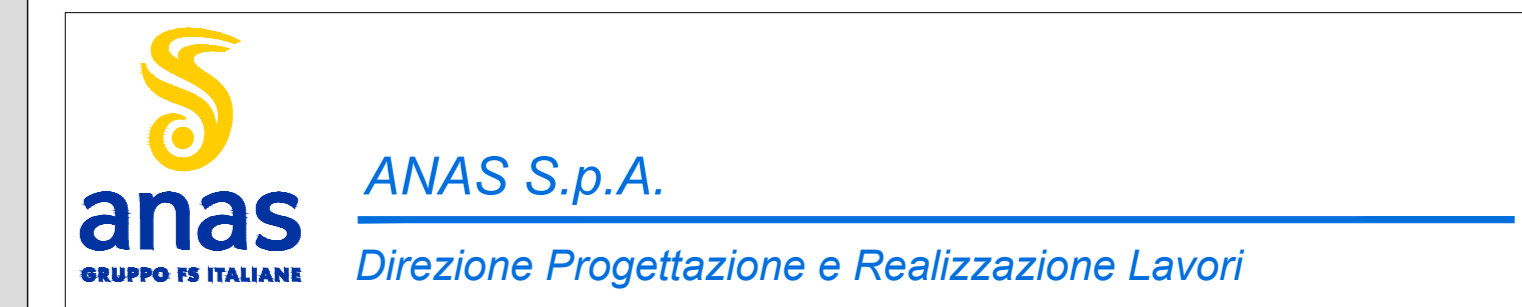 anas
GRUPPO FS ITALIANE
ANAS S.p.A.
Direzione Progettazione e Realizzazione Lavori